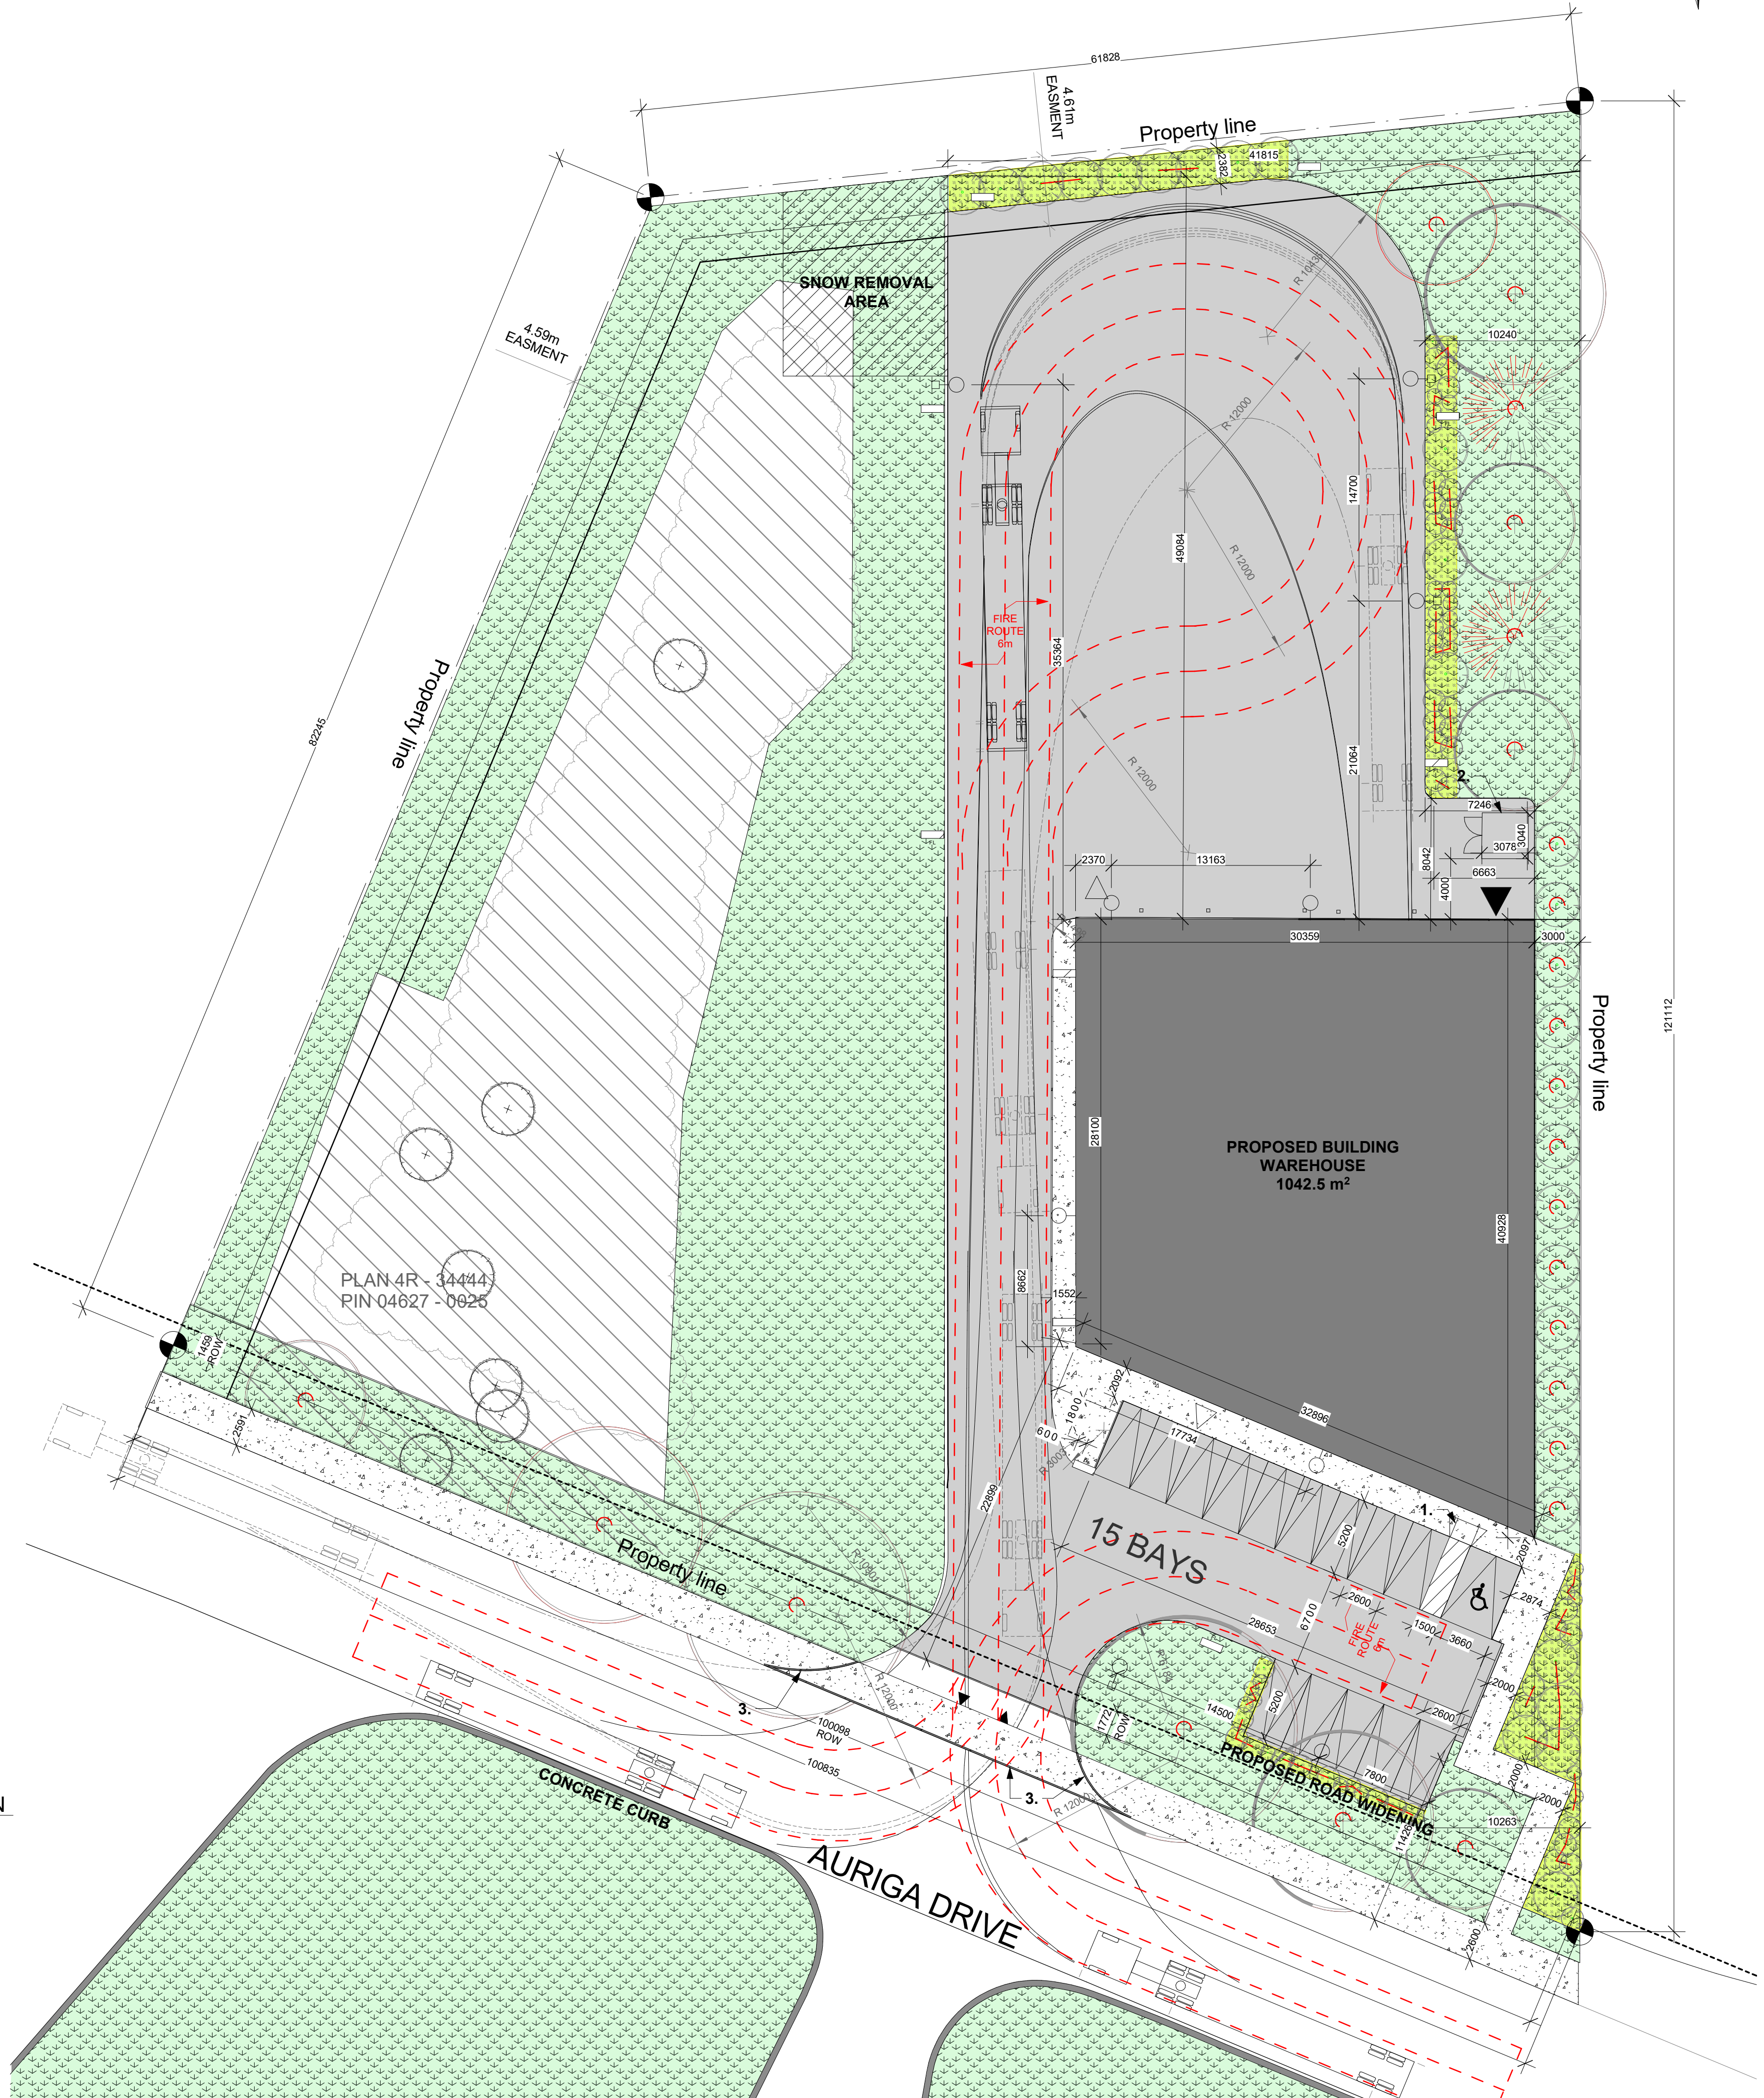 61828
4.61m
EASMENT
Property line
41815
2382
SNOW REMOVAL
AREA
R 10435
4.59m
EASMENT
10240
R 12000
14700
49084
R 12000
FIRE
ROUTE
6m
35364
Property line
82245
21064
R 12000
2.
7246
3040
3078
2370
13163
8042
6663
4000
30359
3000
Property line
121112
28100
PROPOSED BUILDING
WAREHOUSE
1042.5 m²
40928
PLAN 4R - 34444
PIN 04627 - 0025
8662
1552
1459
ROW
2092
1800
32896
2591
17734
600
R 3003
22899
1.
15 BAYS
5200
2097
Property line
2600
2874
6700
1500
FIRE
ROUTE
6m
3660
28653
2000
5200
R 12000
3.
14500
2600
1772
ROW
100098
ROW
PROPOSED ROAD WIDENING
100835
7800
2000
CONCRETE CURB
3.
R 12000
2000
10263
11426
N
AURIGA DRIVE
2600